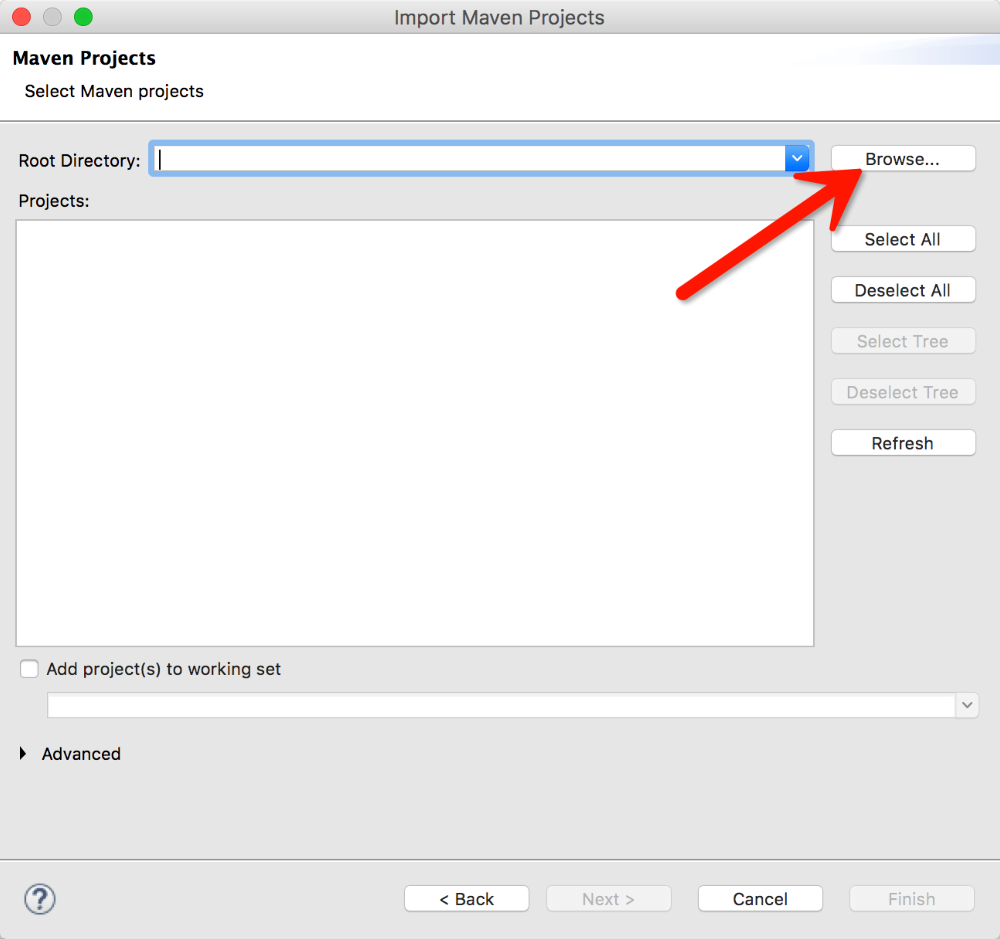 Import Maven Projects
Maven Projects
Select Maven projects
Root Directory:
Browse...
Projects:
Select All
Deselect All
Select Tree
Deselect Tree
Refresh
Add project(s) to working set
Advanced
?
< Back
Next >
Cancel
Finish